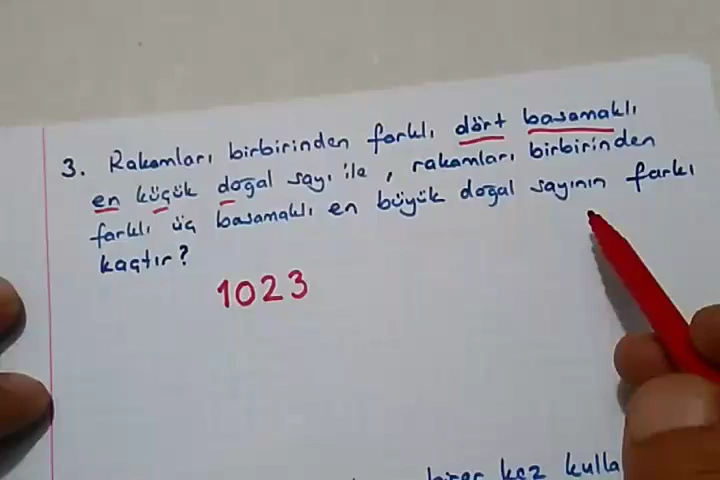 3. Rakamları birbirinden farklı dört basamaklı
en küçük doğal sayı ile, rakamları birbirinden
farklı üç basamaklı en büyük doğal sayının farkı
kaçtır?
1023
birer kez kulla